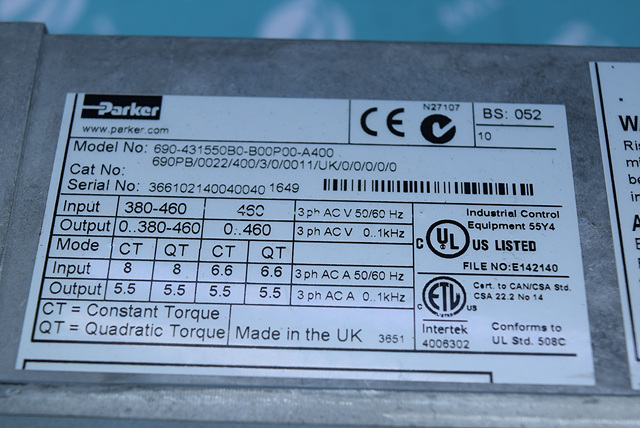 Parker
www.parker.com
CE
N27107
BS: 052
10
Model No: 690-431550B0-B00P00-A400
690PB/0022/400/3/0/0011/UK/0/0/0/0/0
Cat No:
Serial No: 366102140040040 1649
Input 380-460 460 3 ph AC V 50/60 Hz
Output 0..380-460 0..460 3 ph AC V 0..1kHz
Mode CT QT CT QT
Input 8 8 6.6 6.6 3 ph AC A 50/60 Hz
Output 5.5 5.5 5.5 5.5 3 ph AC A 0..1kHz
CT = Constant Torque
QT = Quadratic Torque
Made in the UK 3651
Industrial Control
Equipment 55Y4
C UL US LISTED
FILE NO:E142140
C ETL US
Cert. to CAN/CSA Std.
CSA 22.2 No 14
Intertek
4006302
Conforms to
UL Std. 508C